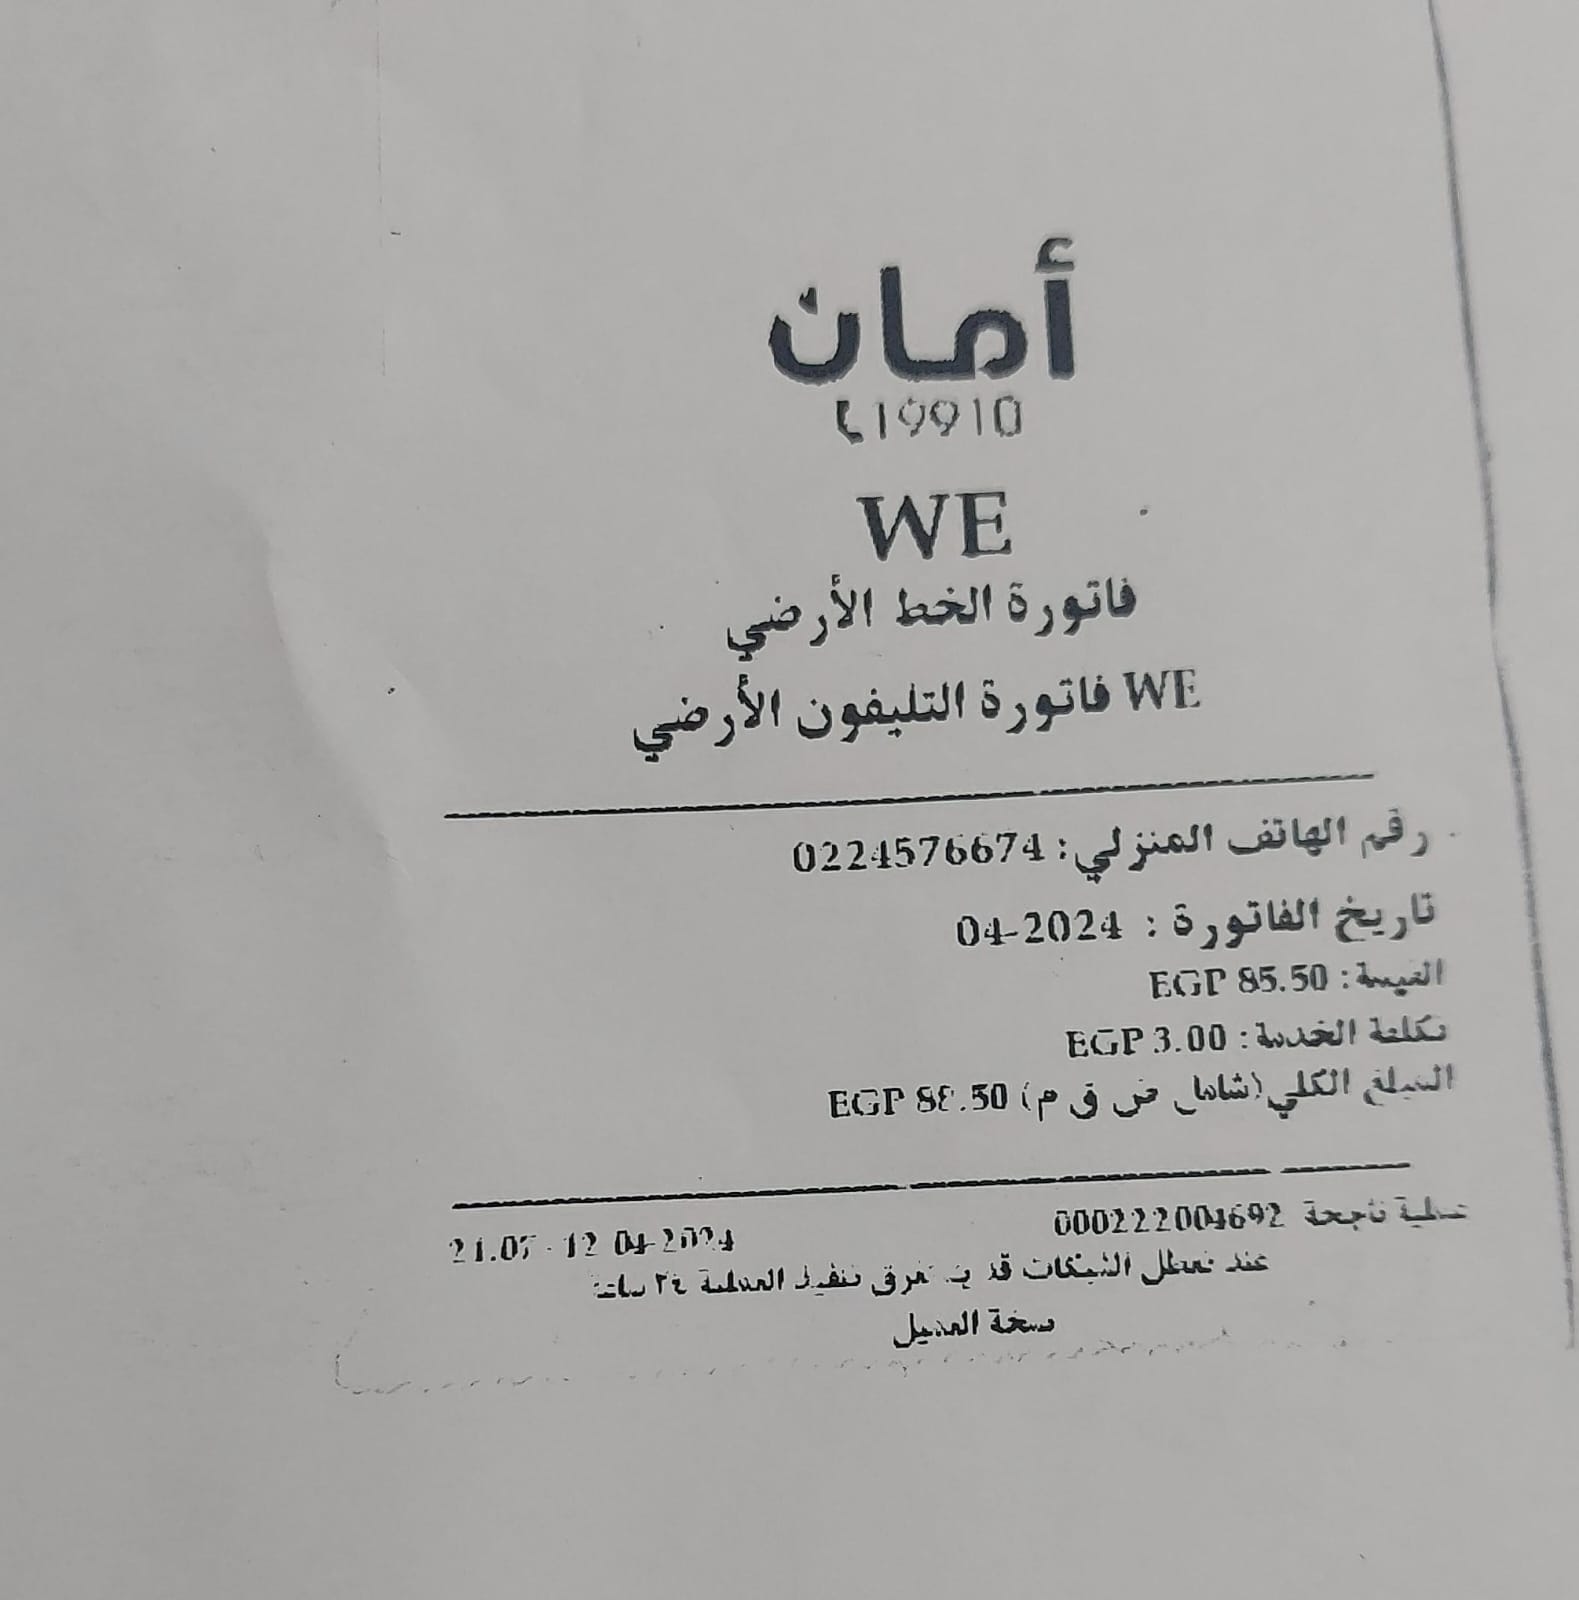 أمان
19910
WE
فاتورة الخط الأرضي
WE فاتورة التليفون الأرضي
رقم الهاتف المنزلي: 0224576674
تاريخ الفاتورة : 04-2024
القيمة: EGP 85.50
تكلفة الخدمة: EGP 3.00
المبلغ الكلي(شامل ض ق م) EGP 88.50
عملية ناجحة 000222004692
12-04-2024
عند تعطل الشبكات قد يستغرق تنفيذ العملية ٢٤ ساعة
نسخة العميل